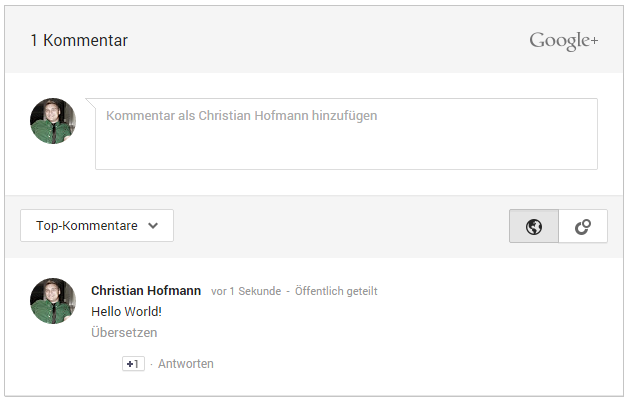 1 Kommentar
Google+
Kommentar als Christian Hofmann hinzufügen
Top-Kommentare
Christian Hofmann vor 1 Sekunde - Öffentlich geteilt
Hello World!
Übersetzen
+1 · Antworten